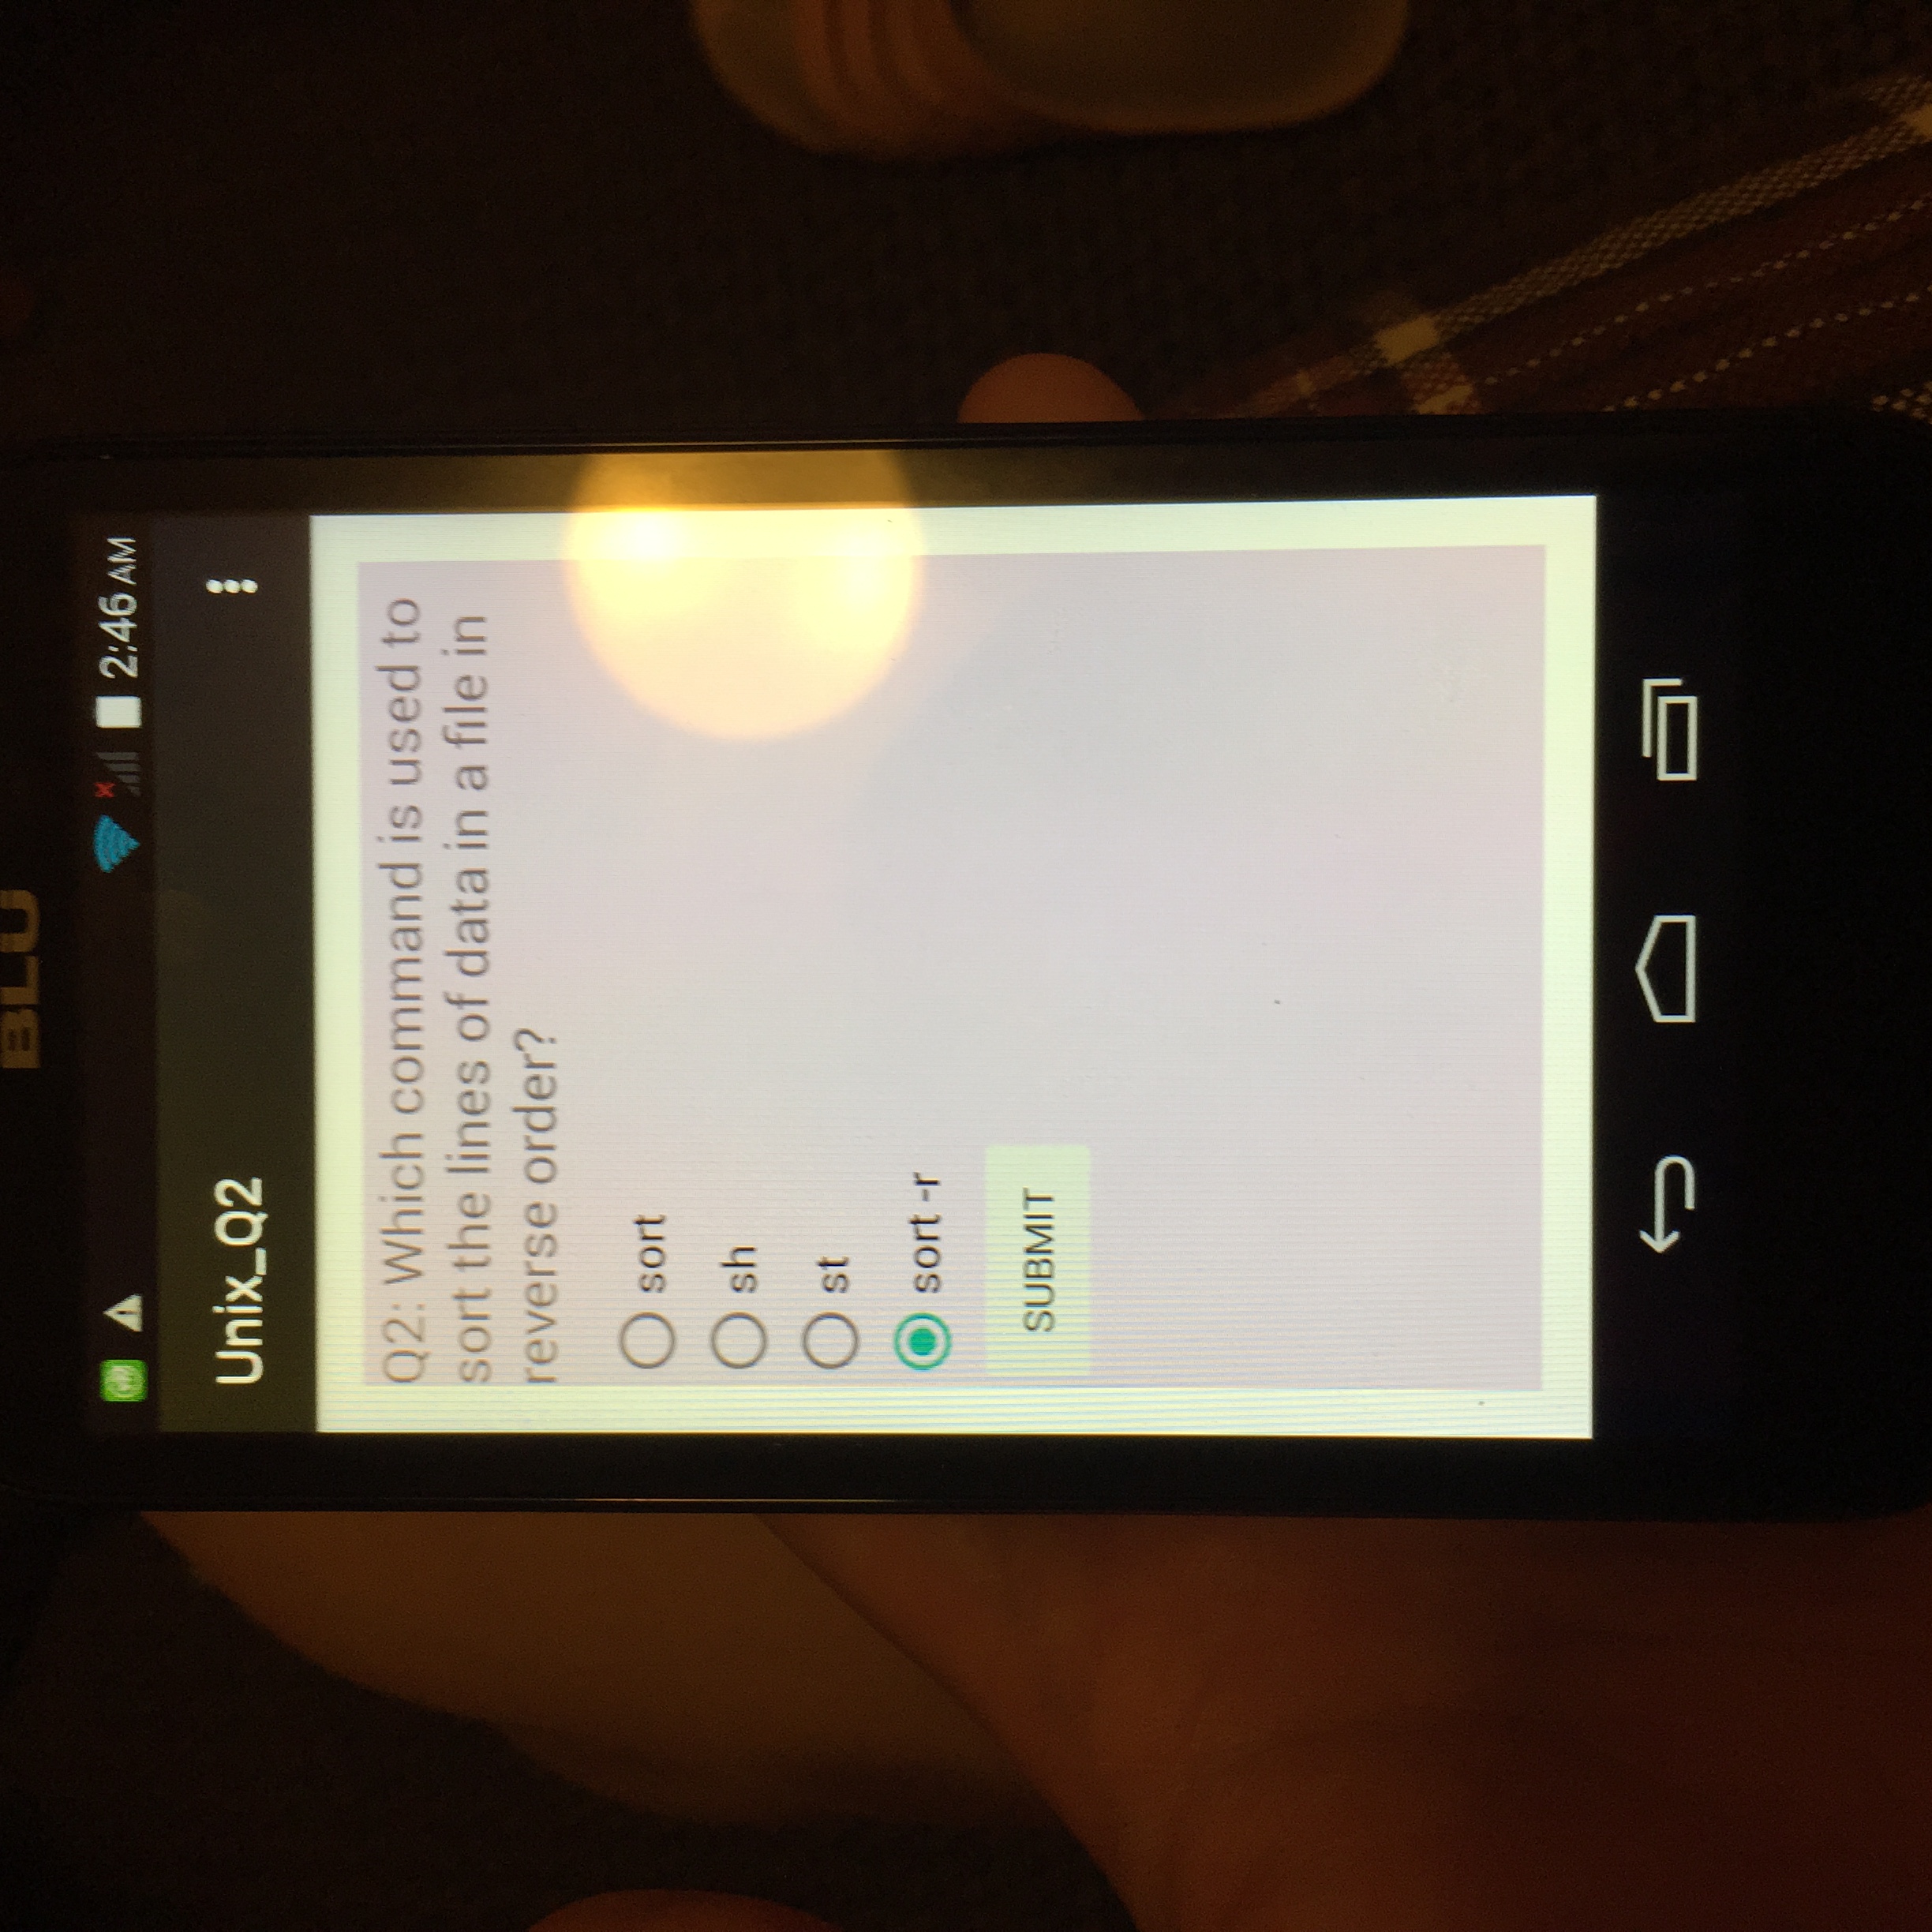 BLU
2:46 AM
Unix_Q2
Q2: Which command is used to
sort the lines of data in a file in
reverse order?
sort
sh
st
sort -r
SUBMIT